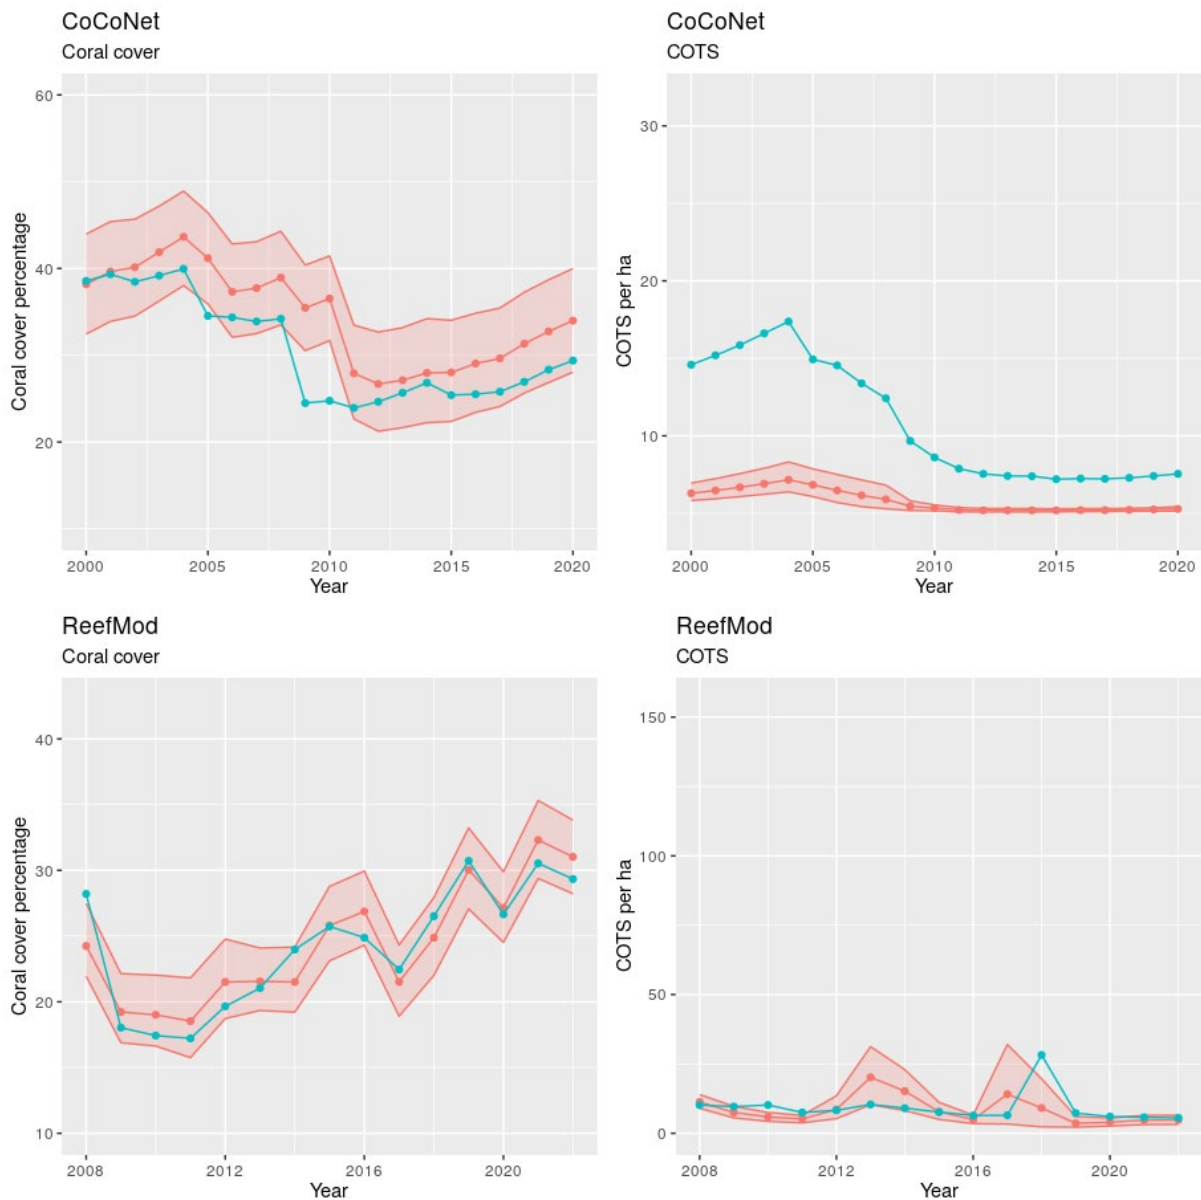 CoCoNet
Coral cover
60
40
20
Coral cover percentage
2000 2005 2010 2015 2020
Year
CoCoNet
COTS
30
20
10
COTS per ha
2000 2005 2010 2015 2020
Year
ReefMod
Coral cover
40
30
20
10
Coral cover percentage
2008 2012 2016 2020
Year
ReefMod
COTS
150
100
50
0
COTS per ha
2008 2012 2016 2020
Year